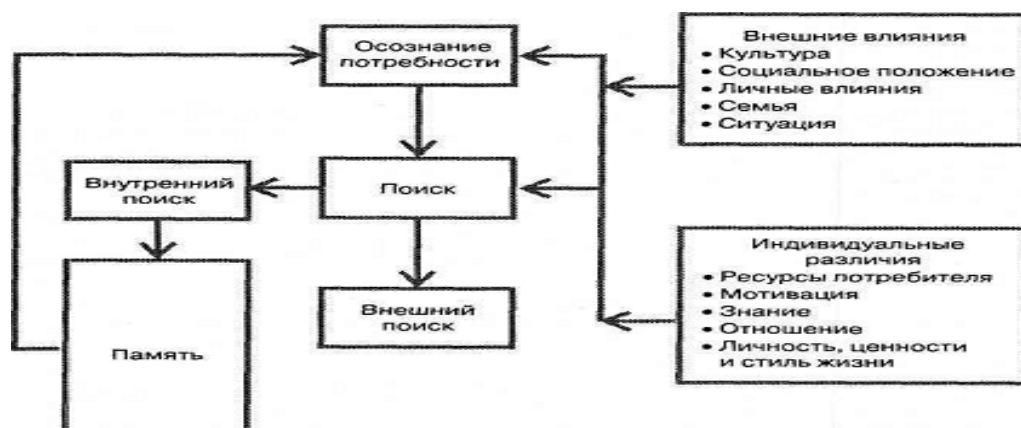 Осознание
потребности
Поиск
Внутренний
поиск
Внешний
поиск
Память
Внешние влияния
• Культура
• Социальное положение
• Личные влияния
• Семья
• Ситуация
Индивидуальные
различия
• Ресурсы потребителя
• Мотивация
• Знание
• Отношение
• Личность, ценности
и стиль жизни